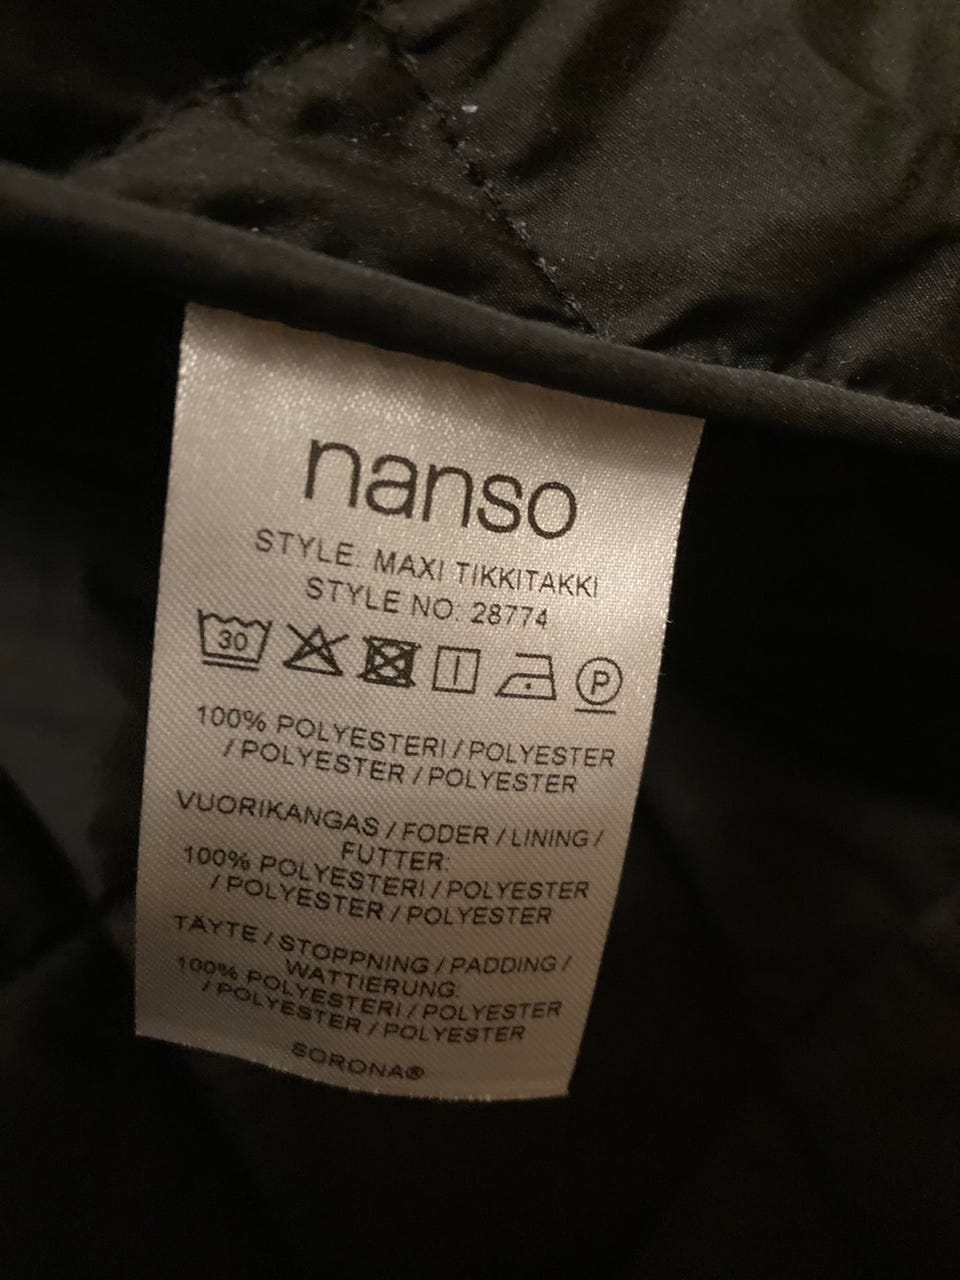 nanso
STYLE: MAXI TIKKITAKKI
STYLE NO: 28774
30
P
100% POLYESTERI / POLYESTER
/ POLYESTER / POLYESTER
VUORIKANGAS / FODER / LINING /
FUTTER:
100% POLYESTERI / POLYESTER
/ POLYESTER / POLYESTER
TÄYTE / STOPPNING / PADDING /
WATTIERUNG:
100% POLYESTERI / POLYESTER
/ POLYESTER / POLYESTER
SORONA®